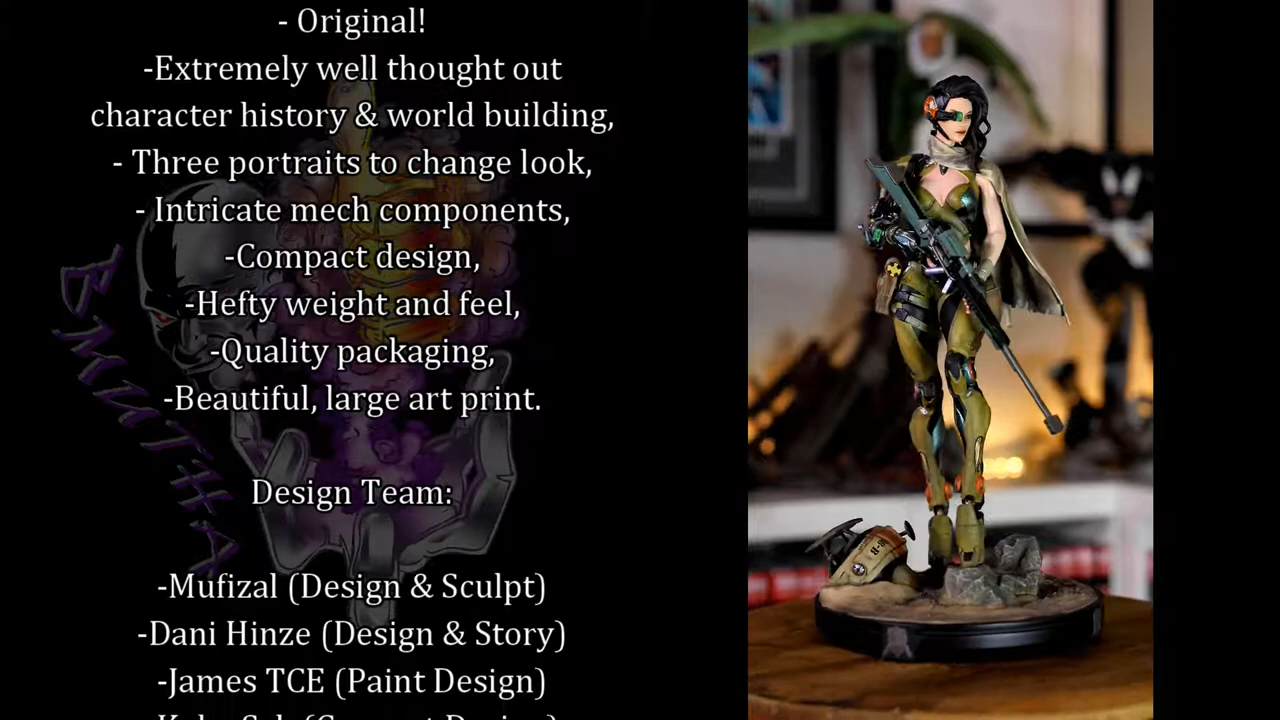 - Original!
-Extremely well thought out
character history & world building,
- Three portraits to change look,
- Intricate mech components,
-Compact design,
-Hefty weight and feel,
-Quality packaging,
-Beautiful, large art print.
Design Team:
-Mufizal (Design & Sculpt)
-Dani Hinze (Design & Story)
-James TCE (Paint Design)
BMUTHA